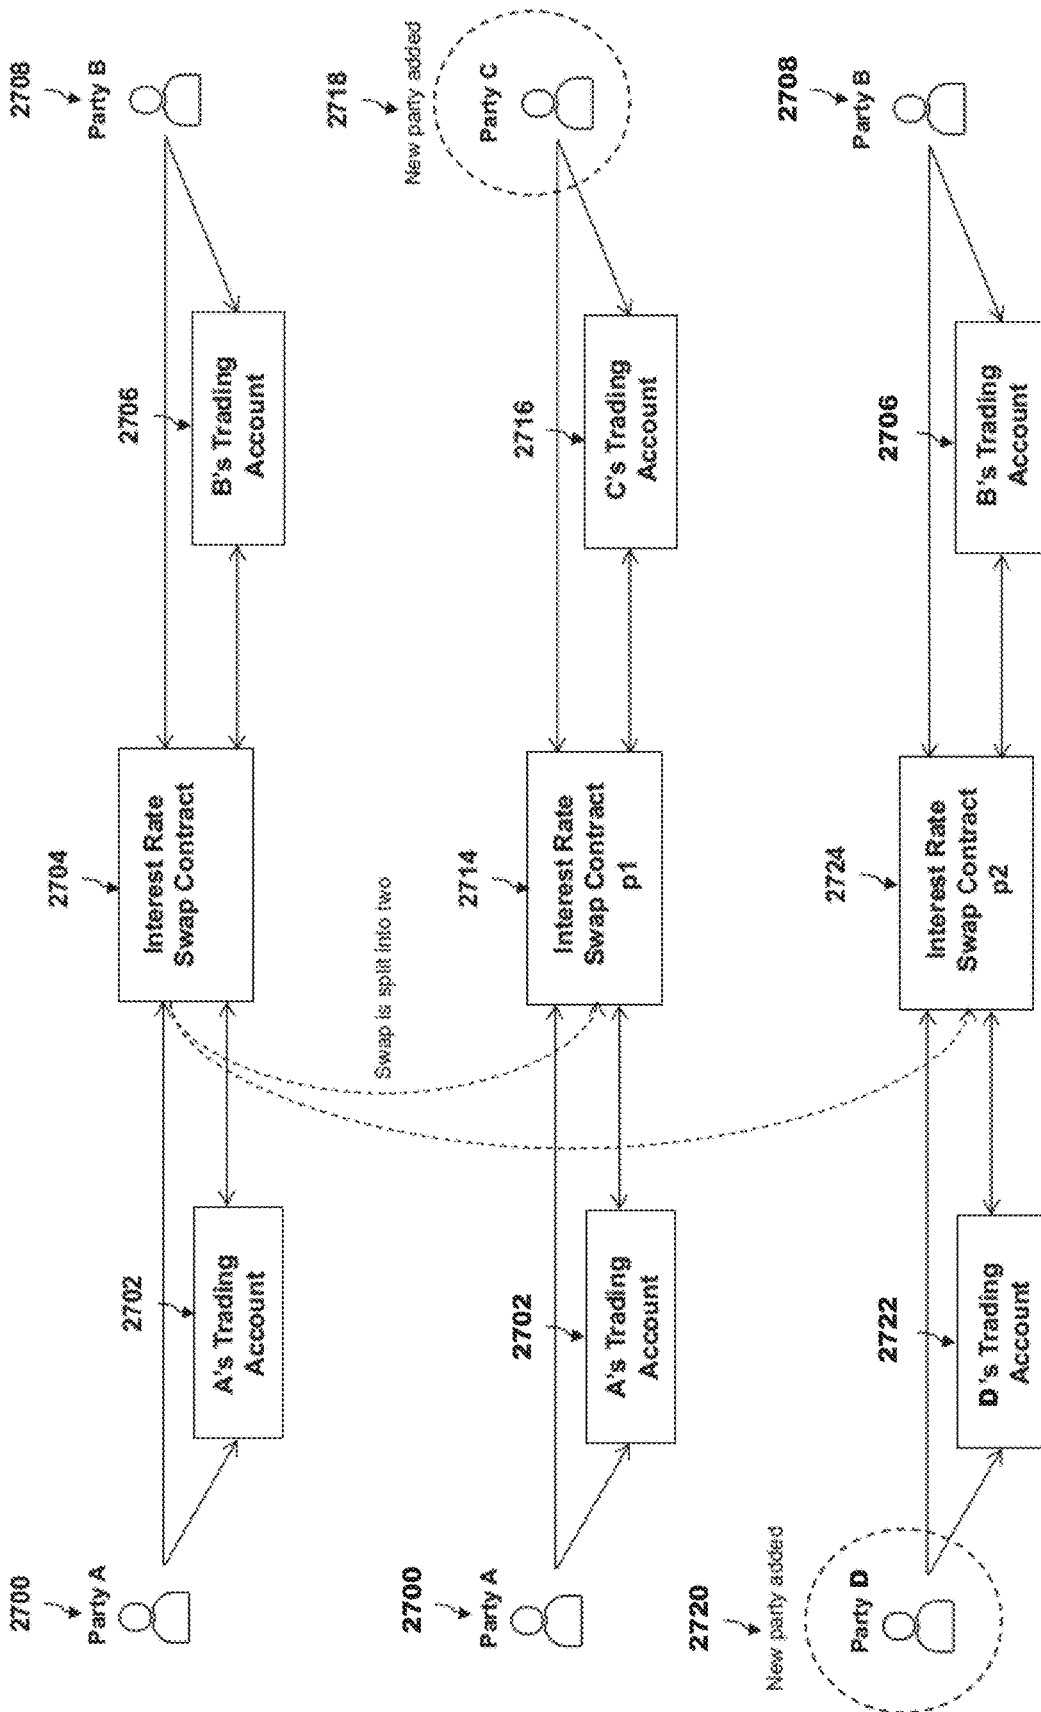 2700
Party A
2702
A's Trading
Account
2704
Interest Rate
Swap Contract
2706
B's Trading
Account
2708
Party B
Swap is split into two
2700
Party A
2702
A's Trading
Account
2714
Interest Rate
Swap Contract
p1
2716
C's Trading
Account
2718
New party added
Party C
2720
New party added
Party D
2722
D's Trading
Account
2724
Interest Rate
Swap Contract
p2
2706
B's Trading
Account
2708
Party B